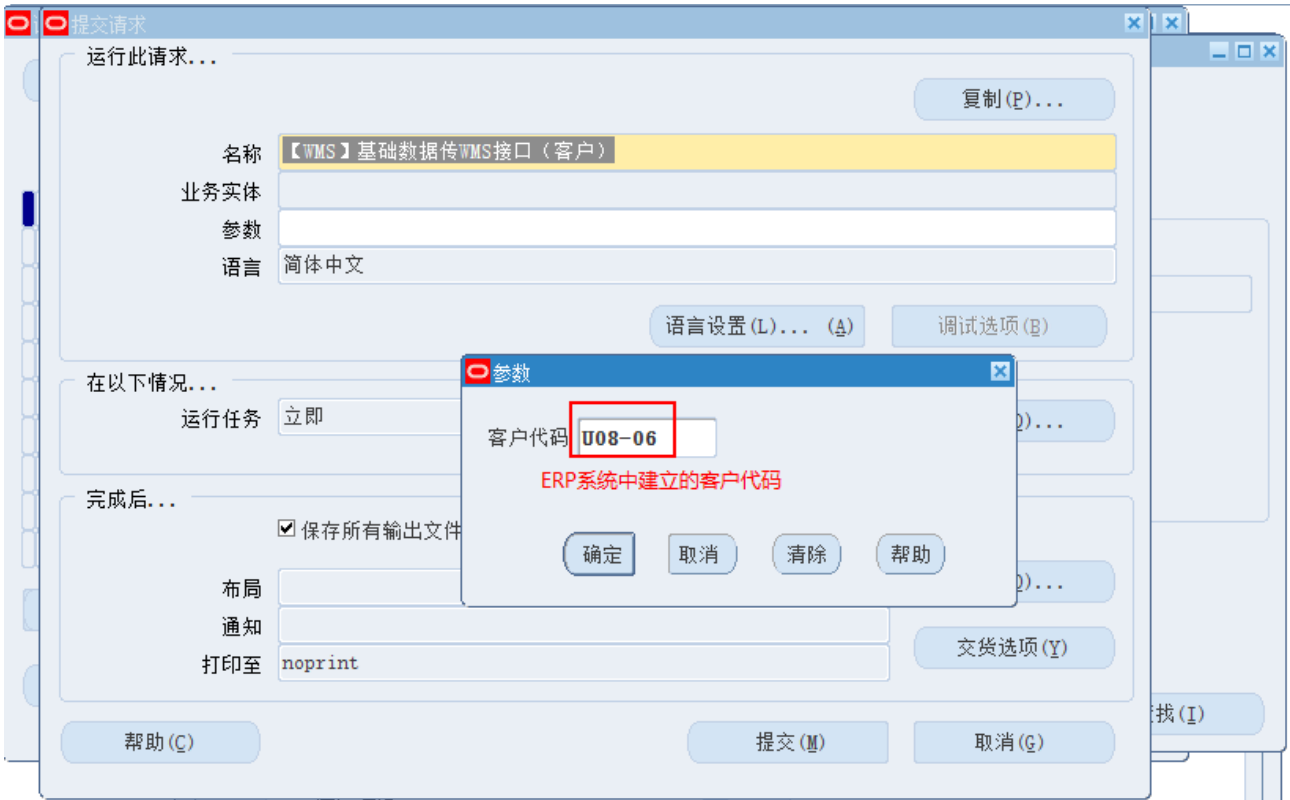 提交请求
运行此请求...
复制(P)...
名称 【WMS】基础数据传WMS接口（客户）
业务实体
参数
语言 简体中文
语言设置(L)... (A)
调试选项(B)
在以下情况...
运行任务 立即
参数
客户代码 U08-06
ERP系统中建立的客户代码
确定 取消 清除 帮助
完成后...
保存所有输出文件
布局
通知
打印至 noprint
交货选项(Y)
帮助(C)
提交(M)
取消(G)
找(I)